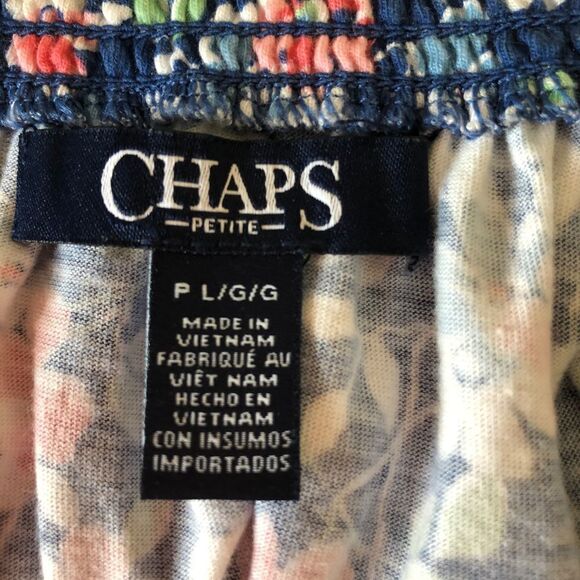 CHAPS
PETITE
P L/G/G
MADE IN
VIETNAM
FABRIQUÉ AU
VIÊT NAM
HECHO EN
VIETNAM
CON INSUMOS
IMPORTADOS